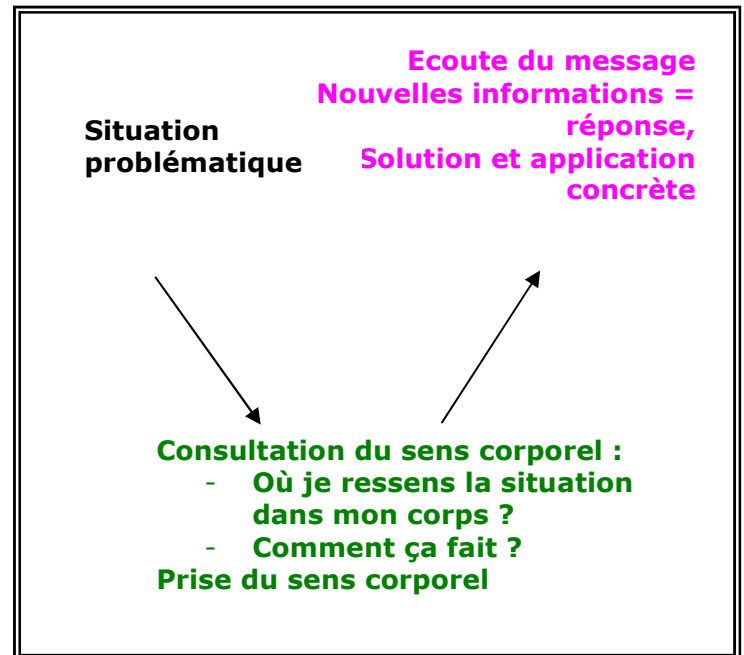 Situation
problématique
Ecoute du message
Nouvelles informations =
réponse,
Solution et application
concrète
Consultation du sens corporel :
- Où je ressens la situation
dans mon corps ?
- Comment ça fait ?
Prise du sens corporel